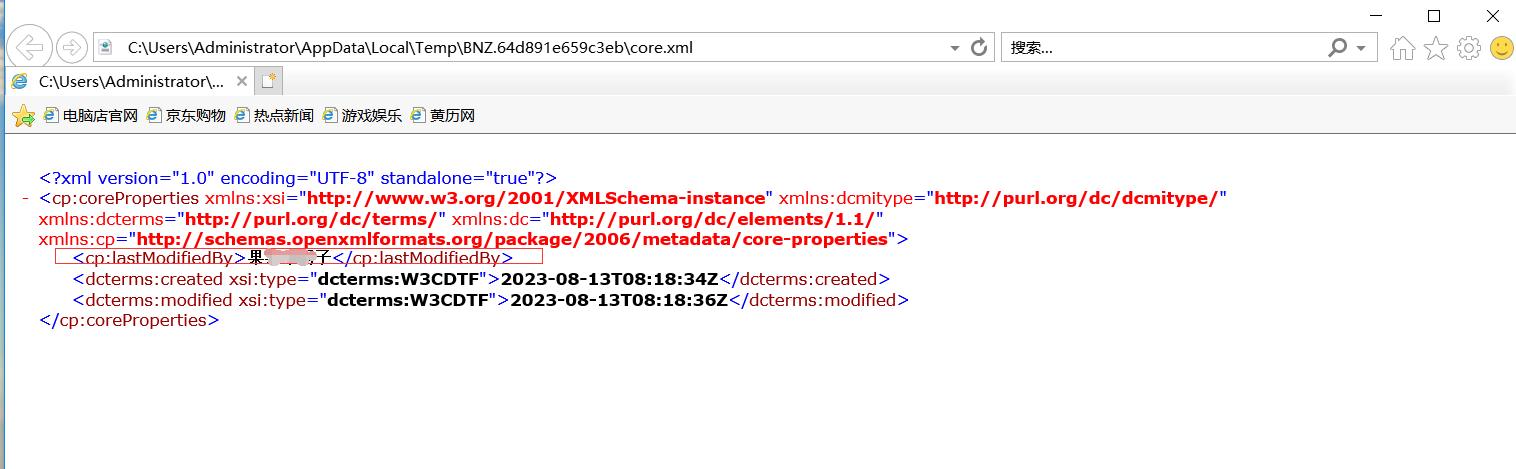 C:\Users\Administrator\AppData\Local\Temp\BNZ.64d891e659c3eb\core.xml
搜索...
C:\Users\Administrator\...
电脑店官网 京东购物 热点新闻 游戏娱乐 黄历网
<?xml version="1.0" encoding="UTF-8" standalone="true"?>
- <cp:coreProperties xmlns:xsi="http://www.w3.org/2001/XMLSchema-instance" xmlns:dcmitype="http://purl.org/dc/dcmitype/"
xmlns:dcterms="http://purl.org/dc/terms/" xmlns:dc="http://purl.org/dc/elements/1.1/"
xmlns:cp="http://schemas.openxmlformats.org/package/2006/metadata/core-properties">
<cp:lastModifiedBy>果子</cp:lastModifiedBy>
<dcterms:created xsi:type="dcterms:W3CDTF">2023-08-13T08:18:34Z</dcterms:created>
<dcterms:modified xsi:type="dcterms:W3CDTF">2023-08-13T08:18:36Z</dcterms:modified>
</cp:coreProperties>